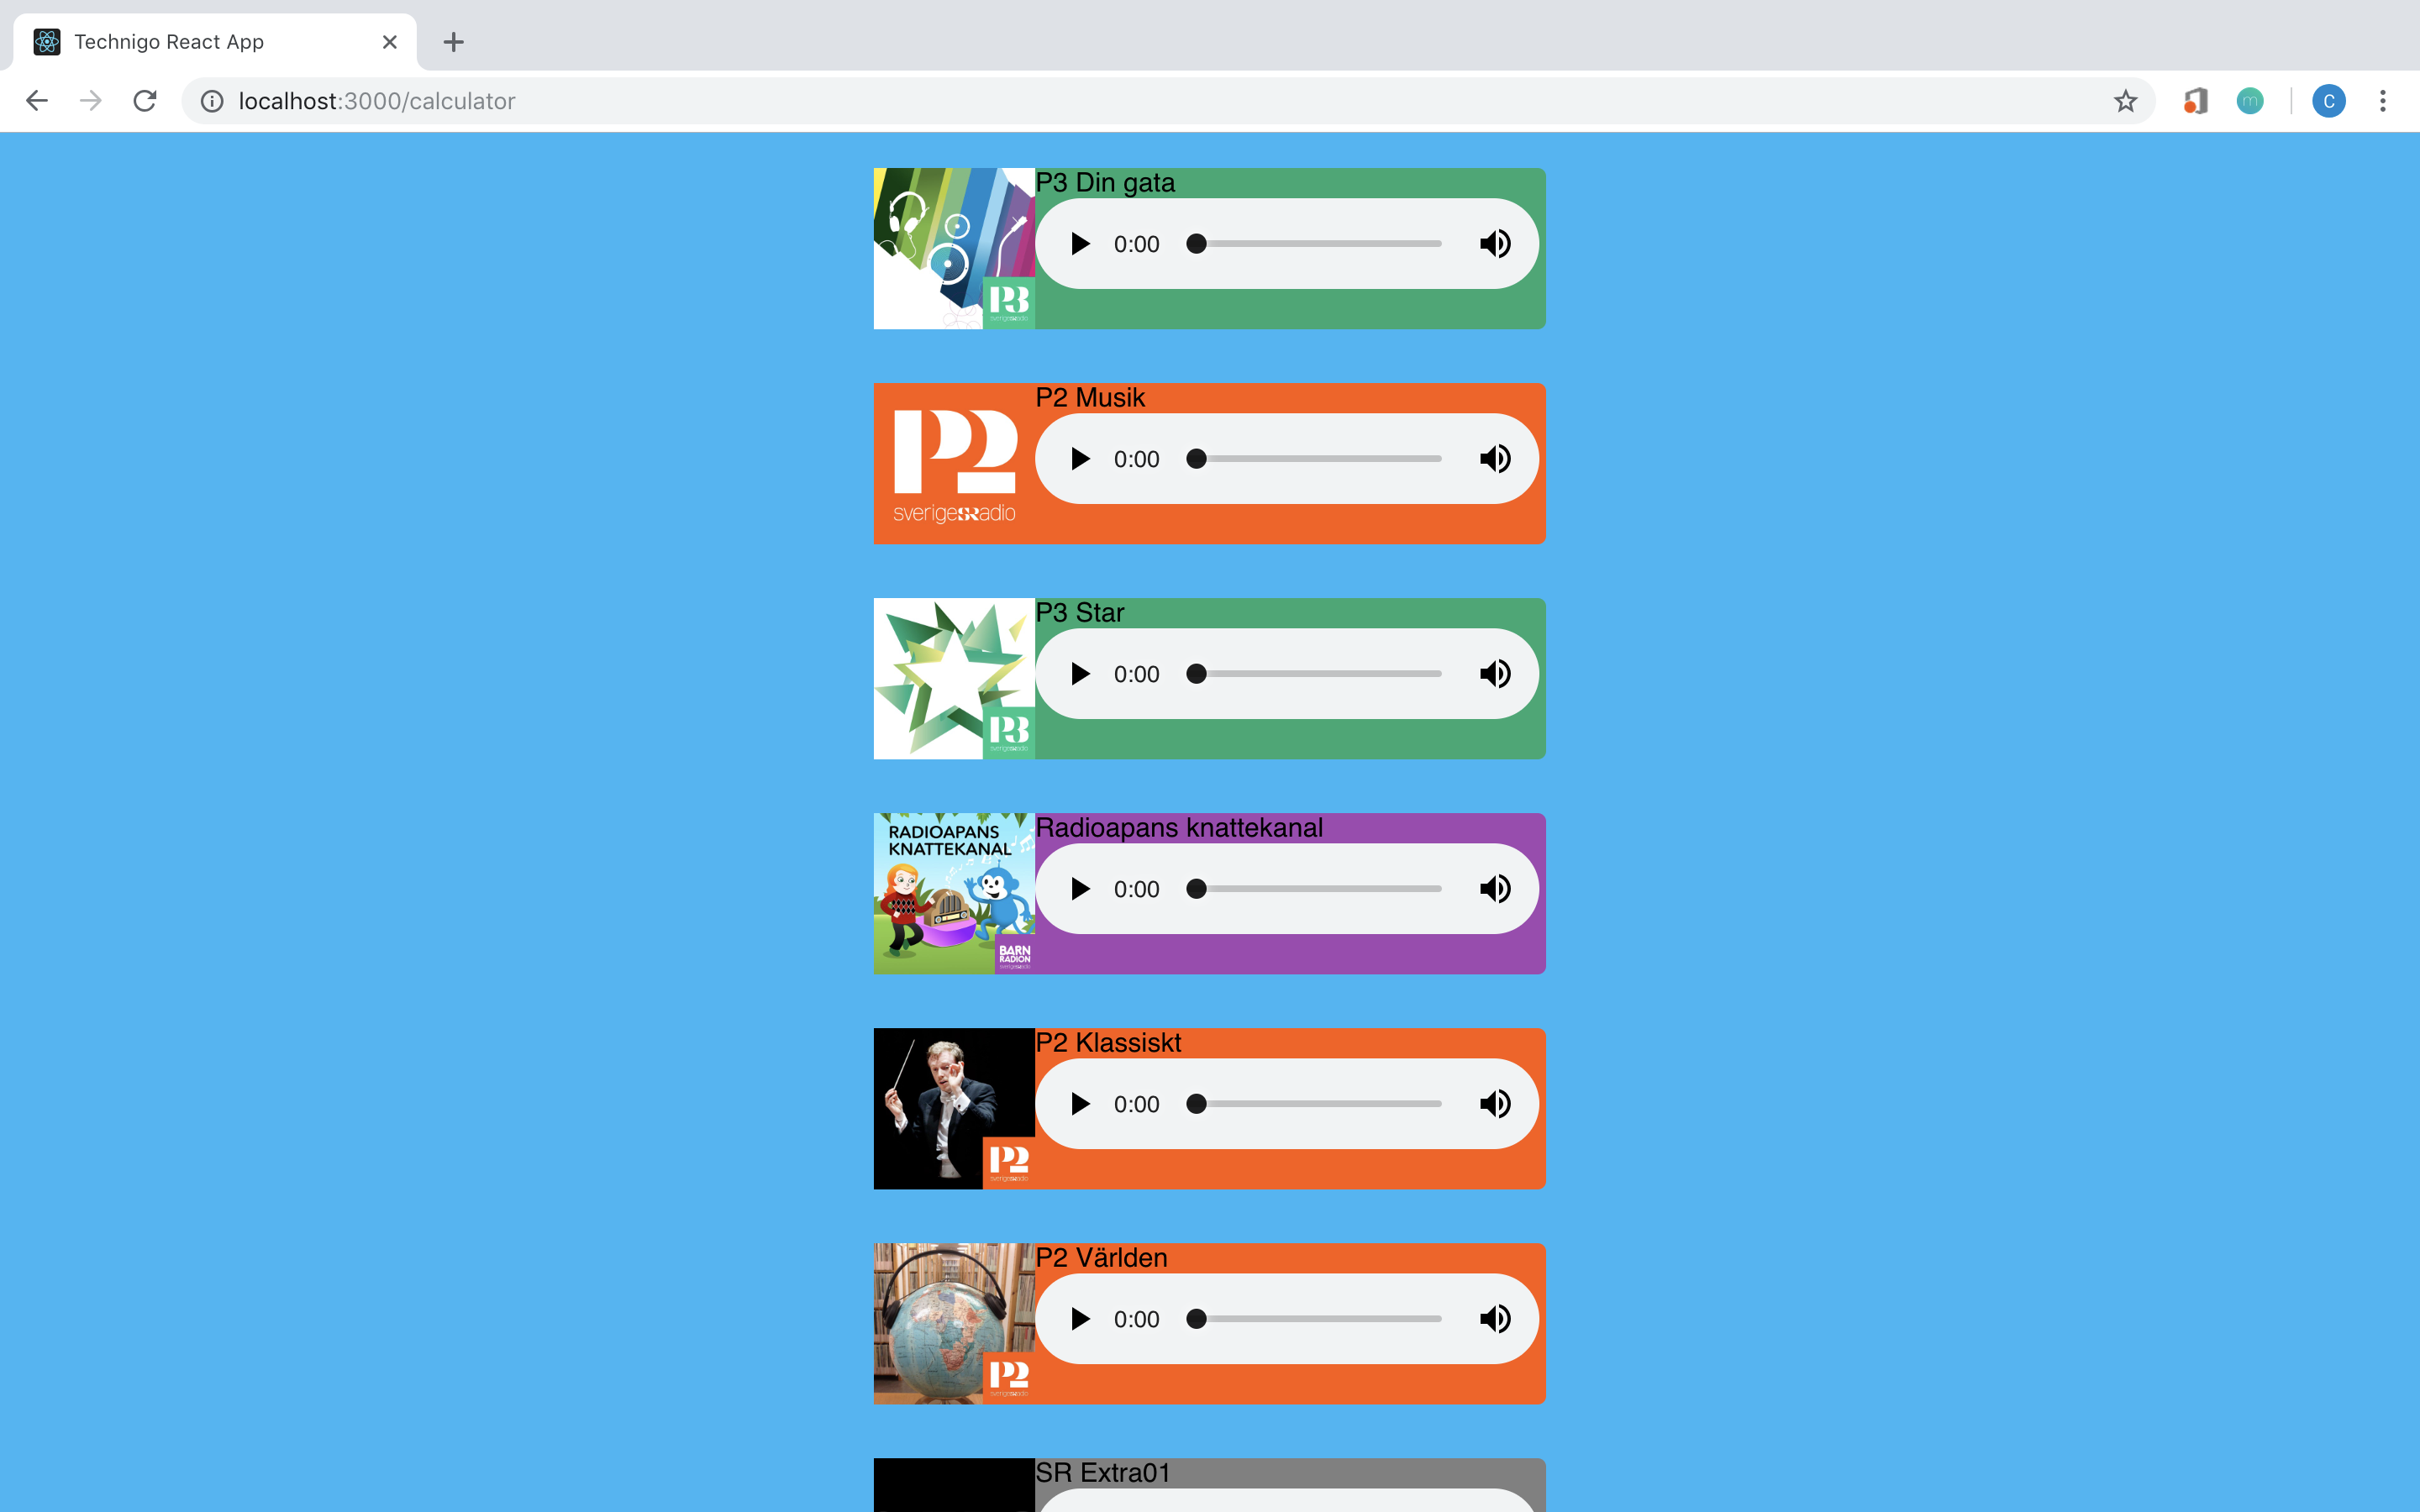 Technigo React App
localhost:3000/calculator
C
m
P3 Din gata
0:00
P3
P2 Musik
0:00
P2
sverigesradio
P3 Star
0:00
P3
Radioapans knattekanal
RADIOAPANS
KNATTEKANAL
0:00
BARN
RADION
P2 Klassiskt
0:00
P2
P2 Världen
0:00
P2
SR Extra01